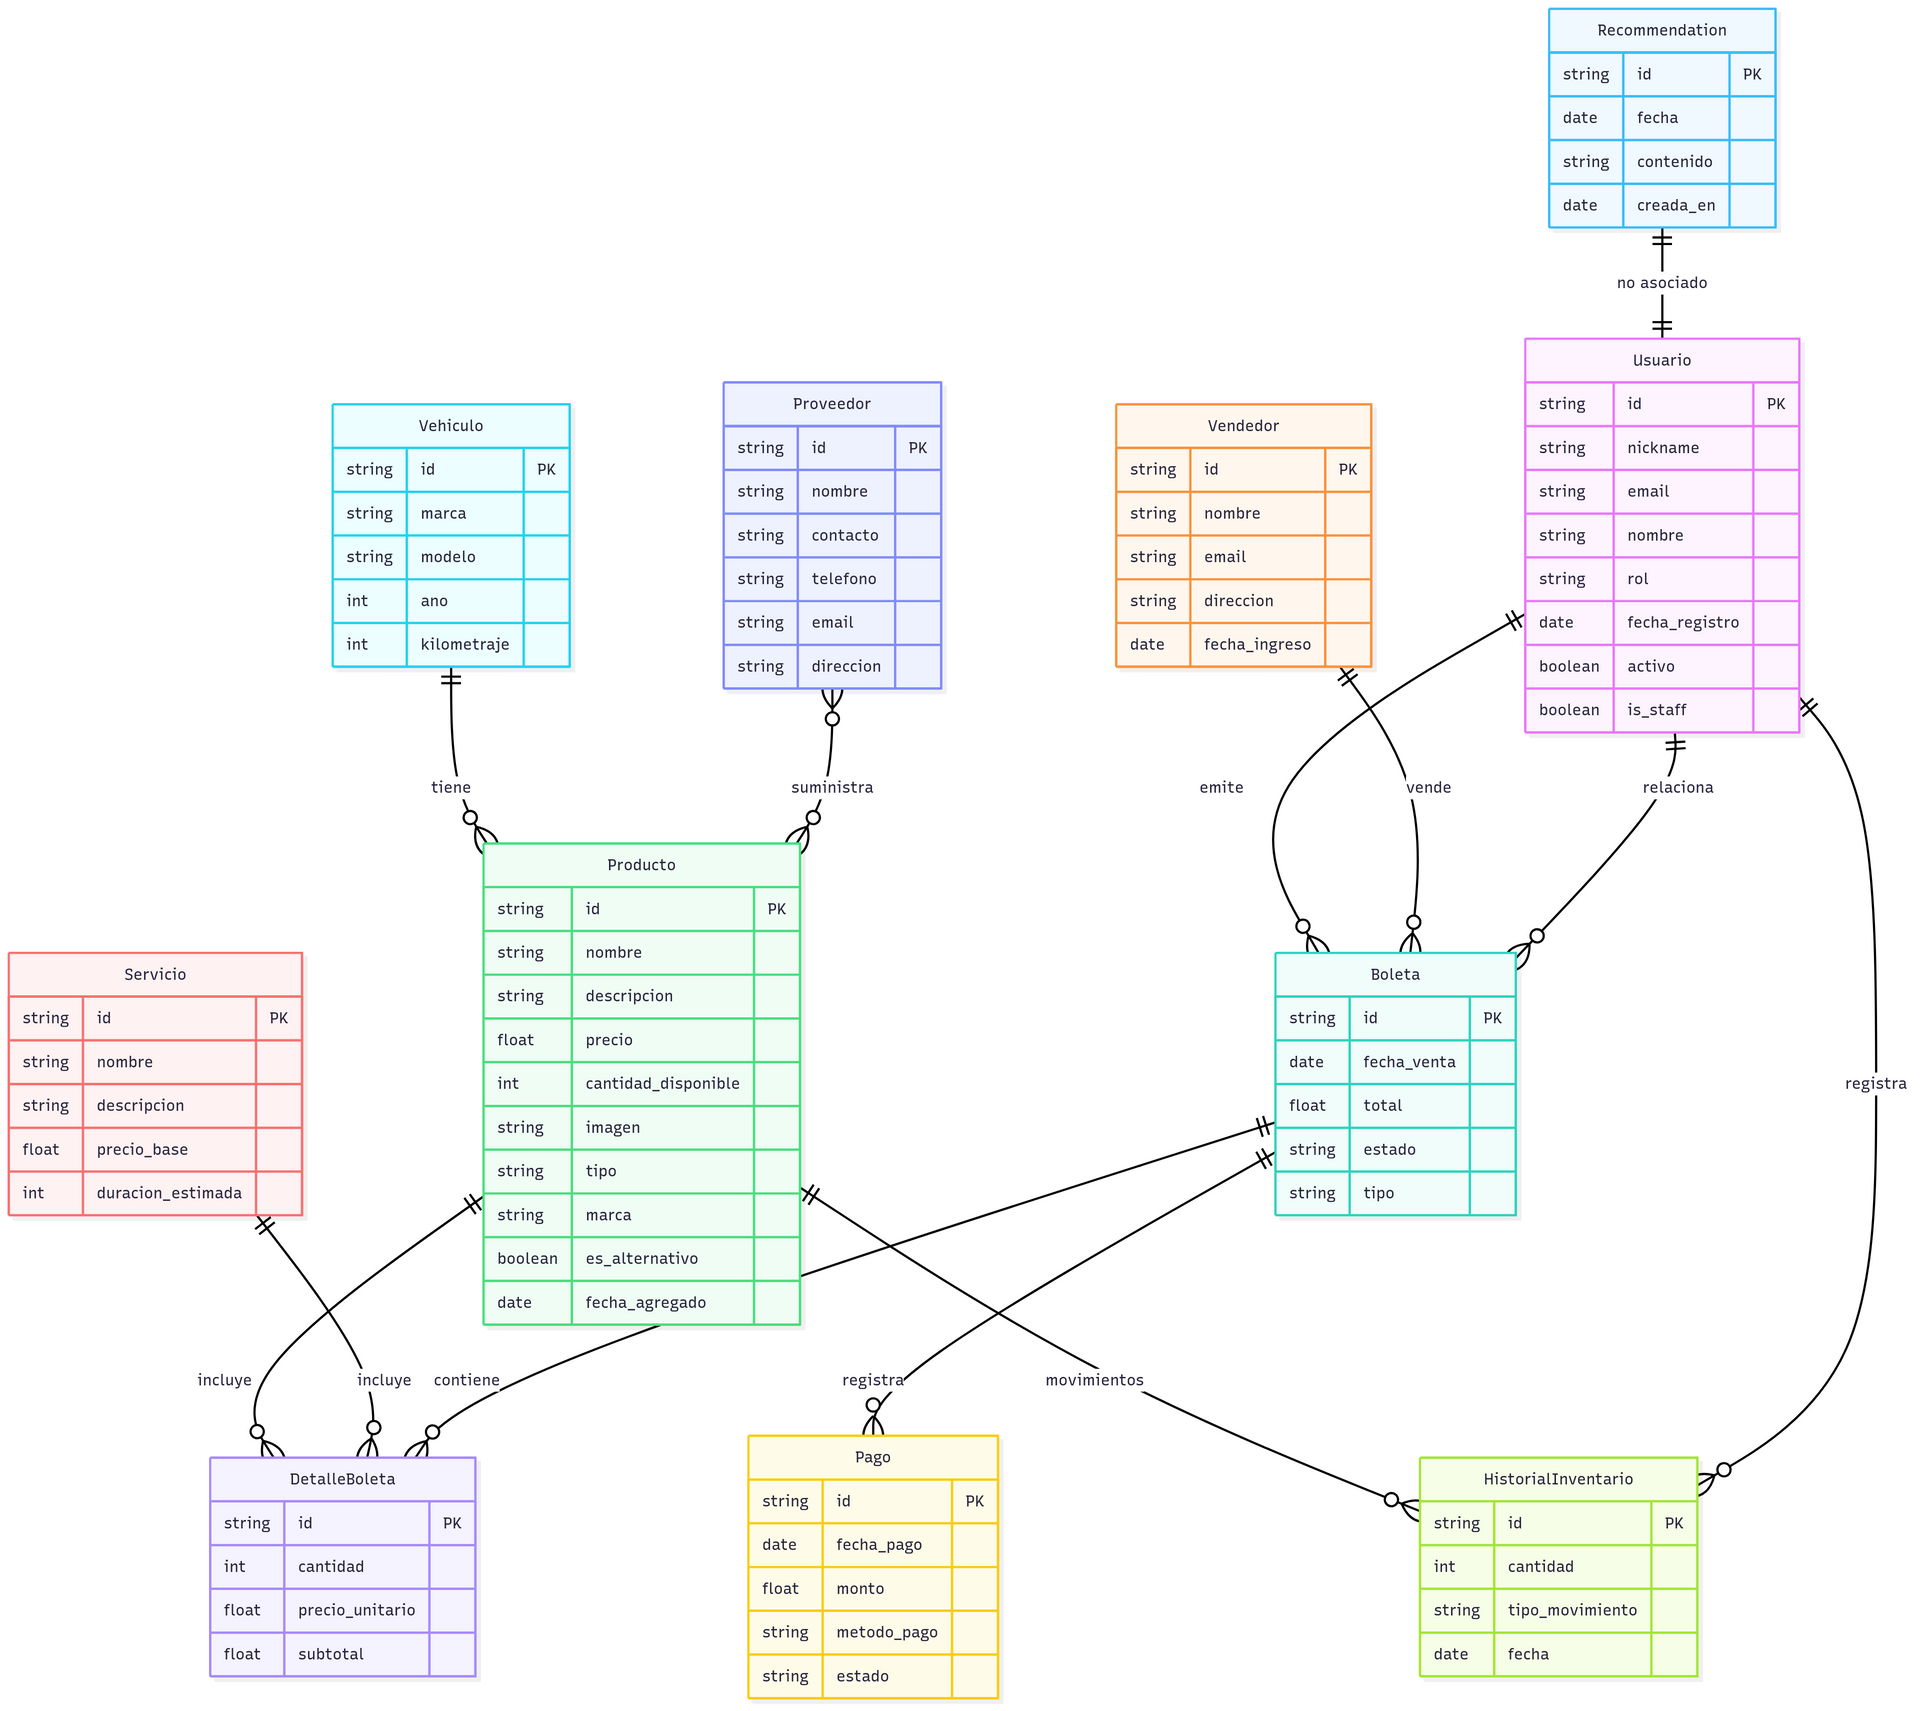 Recommendation
string id PK
date fecha
string contenido
date creada_en
no asociado
Usuario
string id PK
string nickname
string email
string nombre
string rol
date fecha_registro
boolean activo
boolean is_staff
Vehiculo
string id PK
string marca
string modelo
int ano
int kilometraje
Proveedor
string id PK
string nombre
string contacto
string telefono
string email
string direccion
Vendedor
string id PK
string nombre
string email
string direccion
date fecha_ingreso
tiene
suministra
emite
vende
relaciona
Producto
string id PK
string nombre
string descripcion
float precio
int cantidad_disponible
string imagen
string tipo
string marca
boolean es_alternativo
date fecha_agregado
Servicio
string id PK
string nombre
string descripcion
float precio_base
int duracion_estimada
Boleta
string id PK
date fecha_venta
float total
string estado
string tipo
registra
incluye
incluye
contiene
registra
movimientos
DetalleBoleta
string id PK
int cantidad
float precio_unitario
float subtotal
Pago
string id PK
date fecha_pago
float monto
string metodo_pago
string estado
HistorialInventario
string id PK
int cantidad
string tipo_movimiento
date fecha